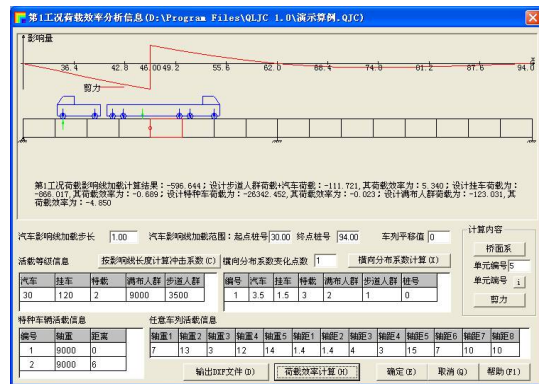 第1工况荷载效率分析信息(D:\Program Files\QLJC 1.0\演示算例.QJC)
影响量
36.4 42.8 46.00 49.2 55.6 62.0 68.4 74.8 81.2 87.6 94.0
剪力
第1工况荷载影响线加载计算结果：-596.644；设计步道人群荷载+汽车荷载：-111.721,其荷载效率为：5.340；设计挂车荷载为：
-866.017,其荷载效率为：-0.689；设计特种车荷载为：-26342.452,其荷载效率为：-0.023；设计满布人群荷载为：-123.031,其
荷载效率为：-4.850
汽车影响线加载步长 1.00 汽车影响线加载范围：起点桩号 30.00 终点桩号 94.00 车列平移值 0
计算内容
桥面系
单元编号 5
单元端号 i
剪力
活载等级信息 按影响线长度计算冲击系数(C) 横向分布系数变化点数 1 横向分布系数计算(X)
汽车 挂车 特载 满布人群 步道人群
30 120 2 9000 3500
编号 汽车 挂车 特载 满布人群 步道人群 桩号
1 3.5 1.5 3 2 1 0
特种车辆活载信息
编号 轴重 距离
1 9000 0
2 9000 6
任意车列活载信息
轴重1 轴重2 轴重3 轴重4 轴重5 轴距1 轴距2 轴距3 轴距4 轴距5 轴距6 轴距7 轴距8
7 13 3 12 14 1.4 1.4 4 3 15 7 10 10
输出DXF文件(D) 荷载效率计算(H) 确定(E) 取消(Q) 帮助(F1)